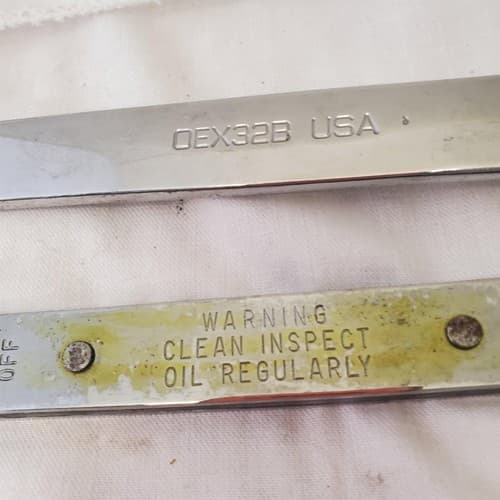 OEX32B USA
OFF
WARNING
CLEAN INSPECT
OIL REGULARLY